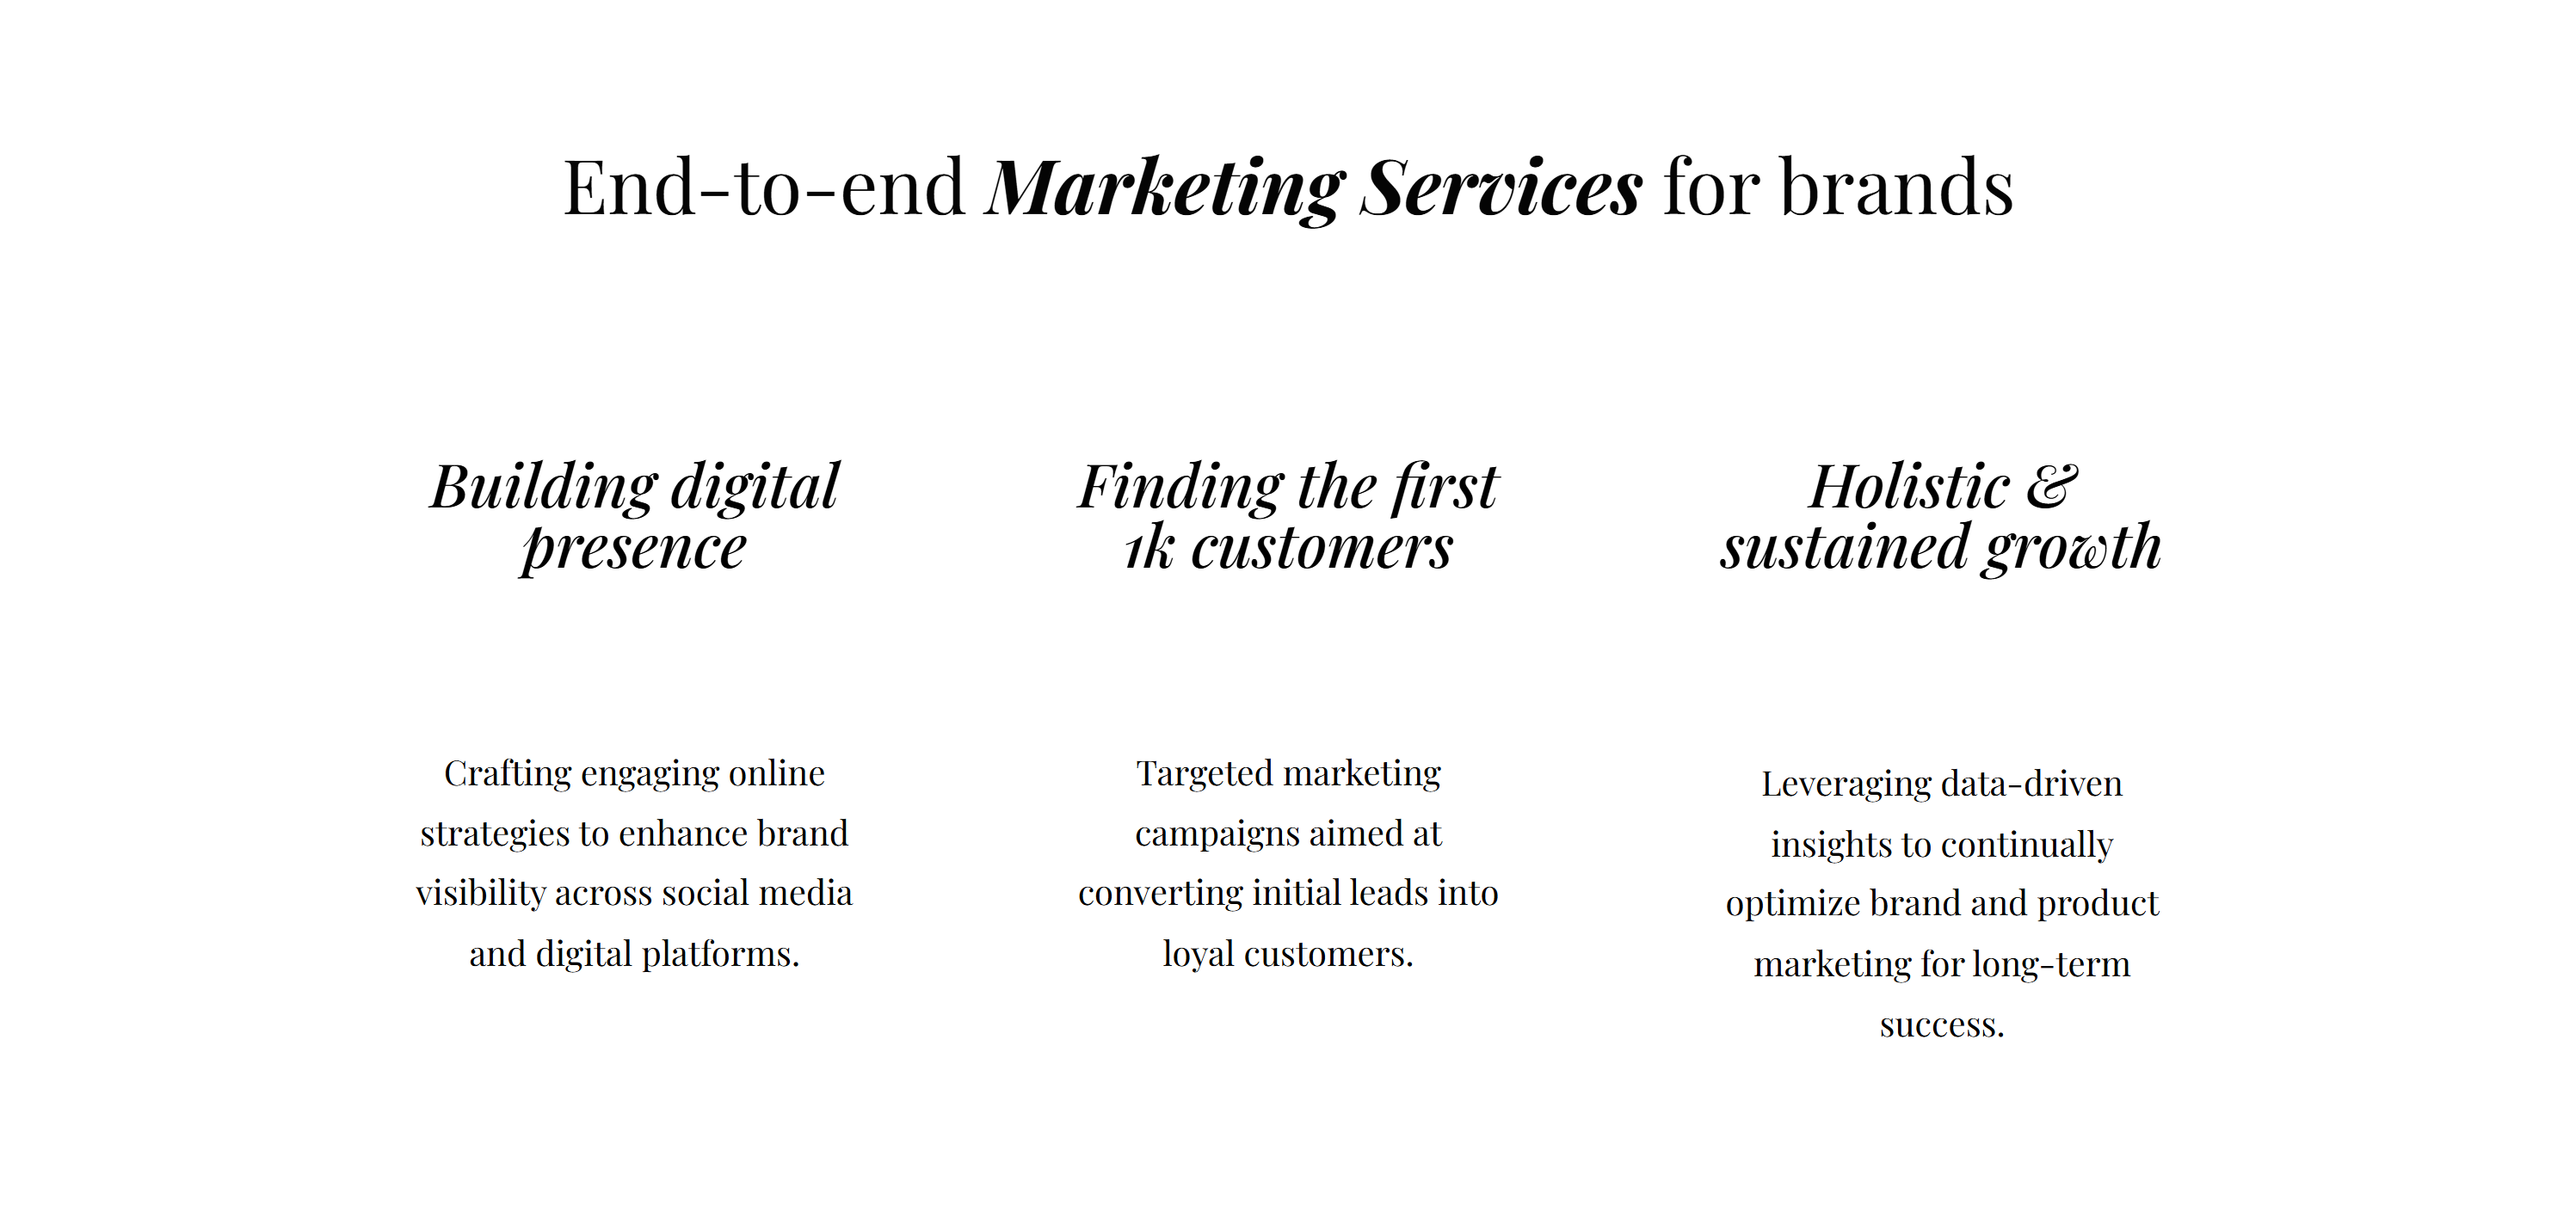 End-to-end Marketing Services for brands
Building digital
presence
Finding the first
1k customers
Holistic &
sustained growth
Crafting engaging online
strategies to enhance brand
visibility across social media
and digital platforms.
Targeted marketing
campaigns aimed at
converting initial leads into
loyal customers.
Leveraging data-driven
insights to continually
optimize brand and product
marketing for long-term
success.